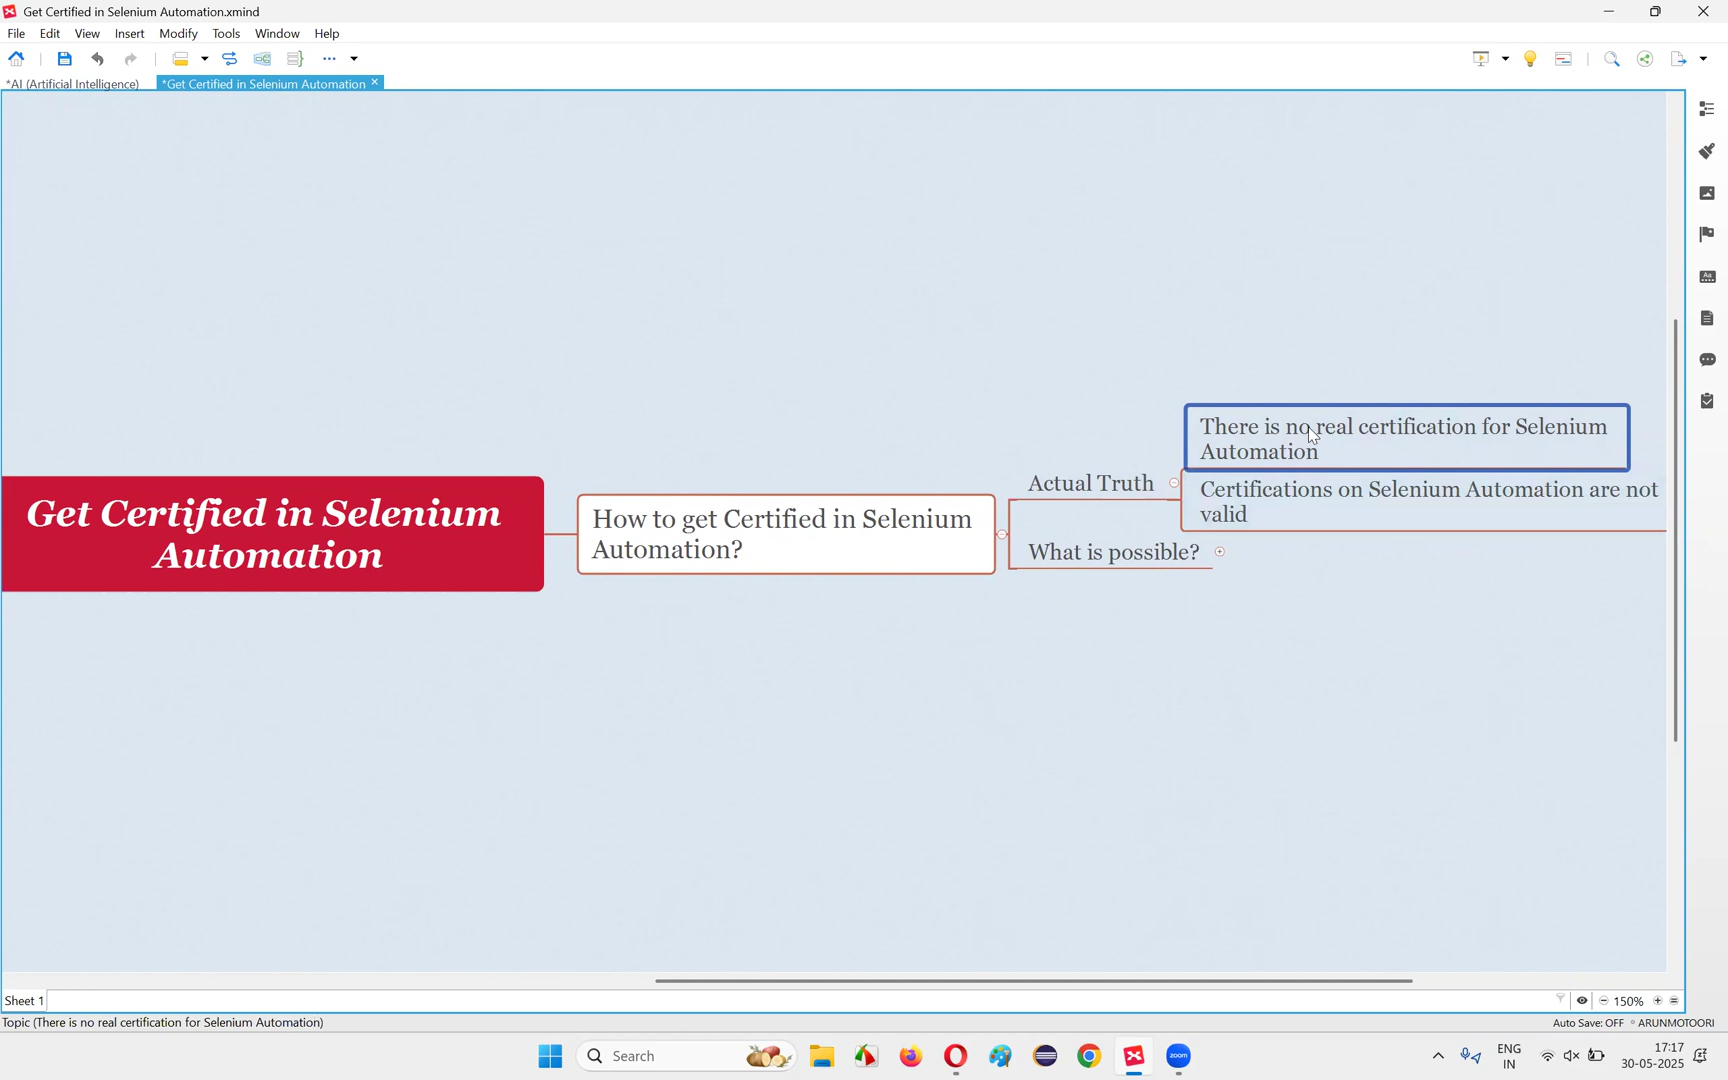 Get Certified in Selenium Automation.xmind
File Edit View Insert Modify Tools Window Help
*AI (Artificial Intelligence)
*Get Certified in Selenium Automation
There is no real certification for Selenium
Automation
Actual Truth
Certifications on Selenium Automation are not
valid
Get Certified in Selenium
Automation
How to get Certified in Selenium
Automation?
What is possible?
Sheet 1
150%
Topic (There is no real certification for Selenium Automation)
Auto Save: OFF
ARUNMOTOORI
Search
zoom
ENG
IN
17:17
30-05-2025